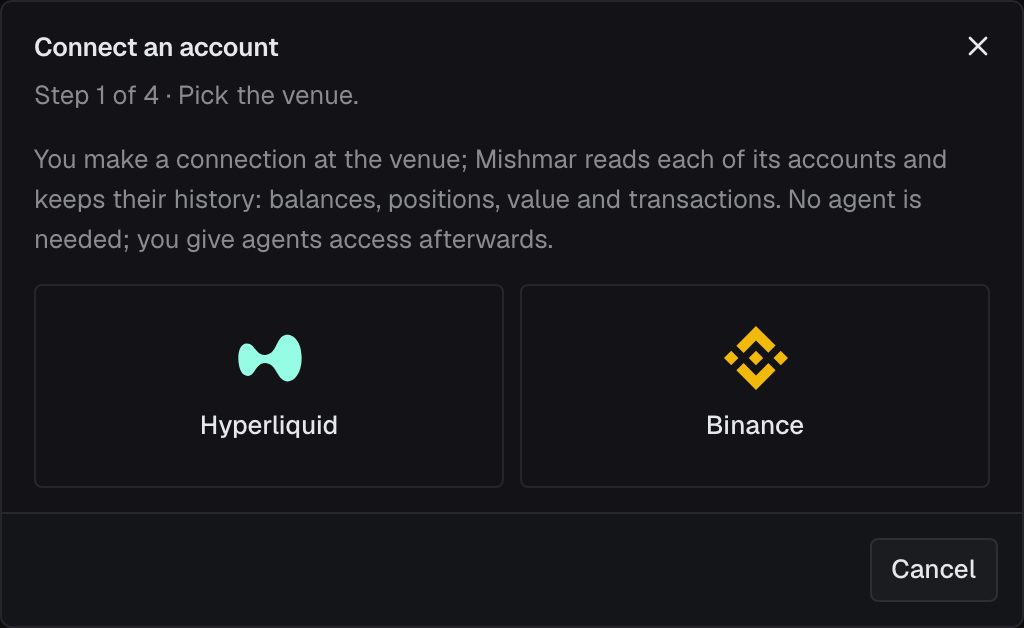 Connect an account
Step 1 of 4 · Pick the venue.
You make a connection at the venue; Mishmar reads each of its accounts and
keeps their history: balances, positions, value and transactions. No agent is
needed; you give agents access afterwards.
Hyperliquid
Binance
Cancel